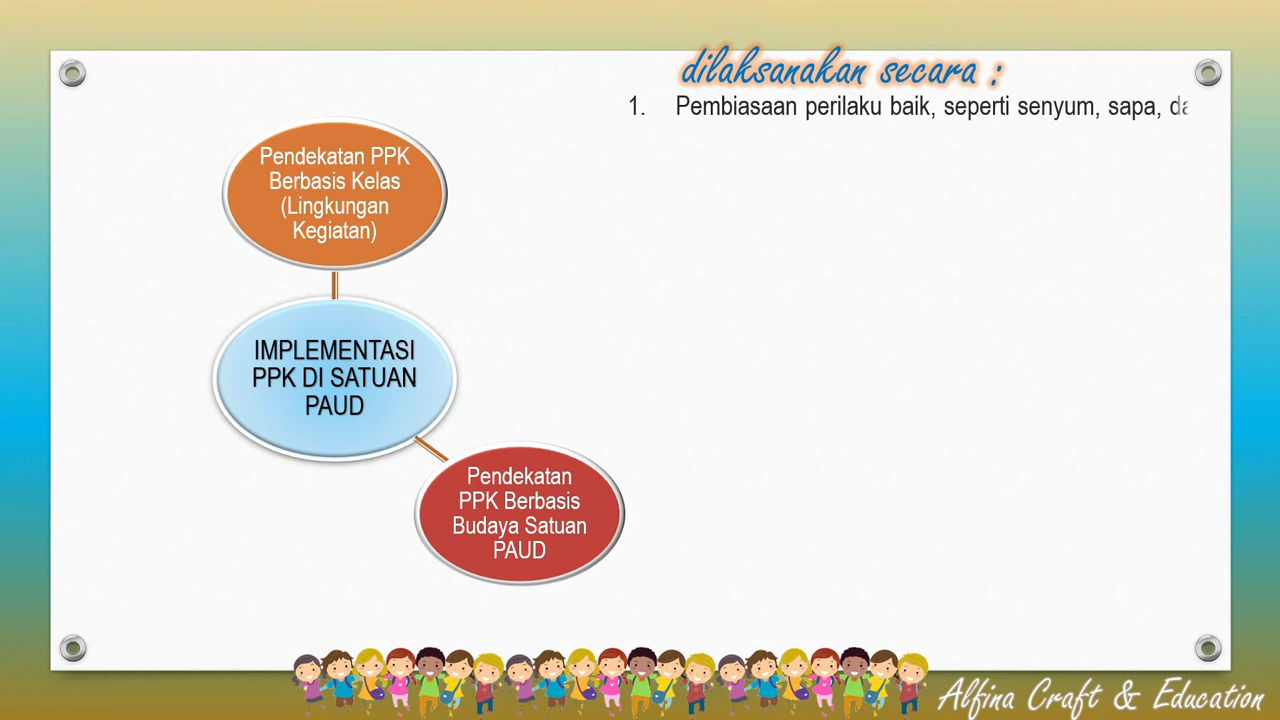 dilaksanakan secara :
1. Pembiasaan perilaku baik, seperti senyum, sapa,
Pendekatan PPK
Berbasis Kelas
(Lingkungan
Kegiatan)
IMPLEMENTASI
PPK DI SATUAN
PAUD
Pendekatan
PPK Berbasis
Budaya Satuan
PAUD
Alfina Craft & Education